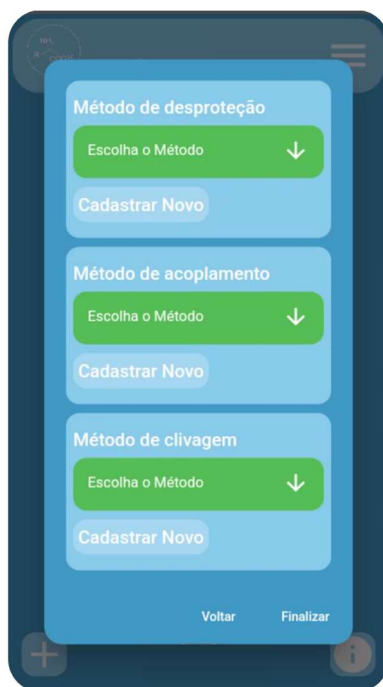 Método de desproteção
Escolha o Método
Cadastrar Novo
Método de acoplamento
Escolha o Método
Cadastrar Novo
Método de clivagem
Escolha o Método
Cadastrar Novo
Voltar Finalizar